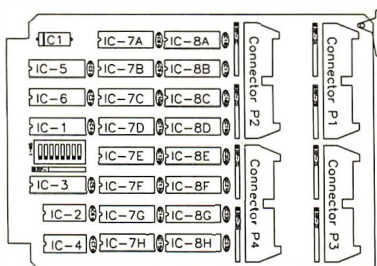 C1 IC-7A IC-8A
IC-5 IC-7B IC-8B
IC-6 IC-7C IC-8C
IC-1 IC-7D IC-8D
IC-7E IC-8E
IC-3 IC-7F IC-8F
IC-2 IC-7G IC-8G
IC-4 IC-7H IC-8H
Connector P2
Connector P1
Connector P4
Connector P3